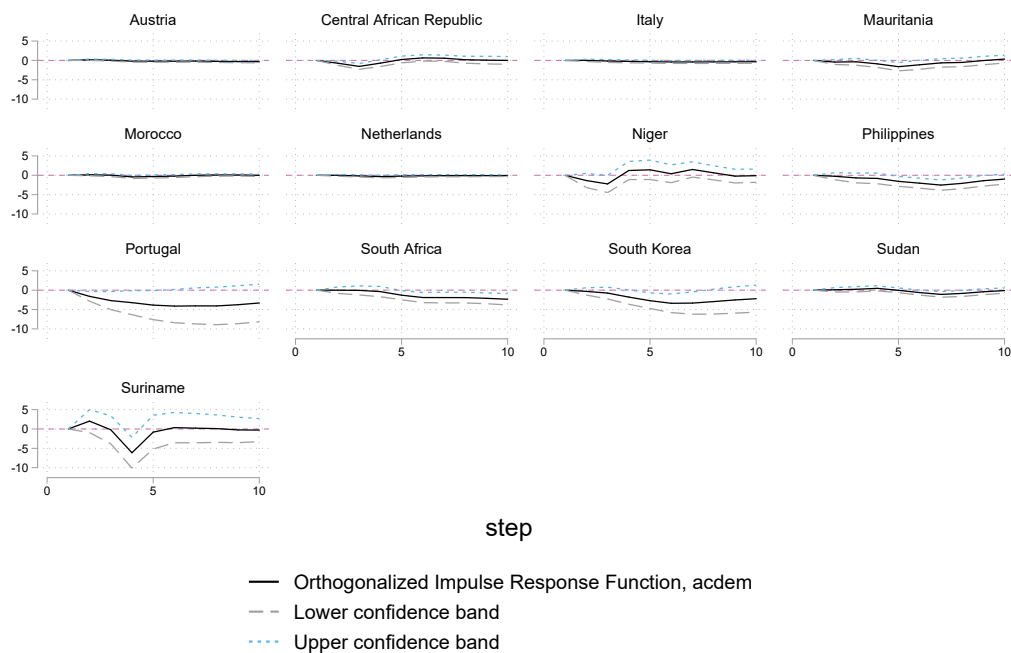 Austria
Central African Republic
Italy
Mauritania
5
0
-5
-10
Morocco
Netherlands
Niger
Philippines
5
0
-5
-10
Portugal
South Africa
South Korea
Sudan
5
0
-5
-10
0 5 10
0 5 10
0 5 10
Suriname
5
0
-5
-10
0 5 10
step
Orthogonalized Impulse Response Function, acdem
Lower confidence band
Upper confidence band